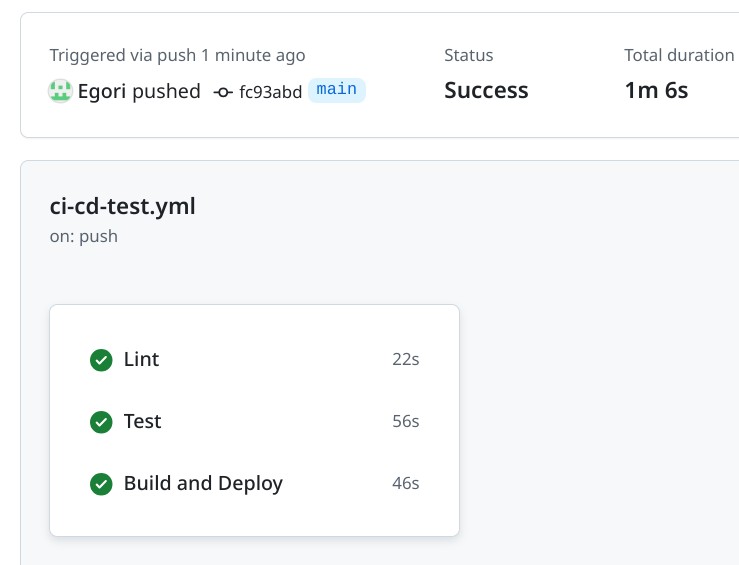 Triggered via push 1 minute ago
Egori pushed fc93abd main
Status
Success
Total duration
1m 6s
ci-cd-test.yml
on: push
Lint 22s
Test 56s
Build and Deploy 46s